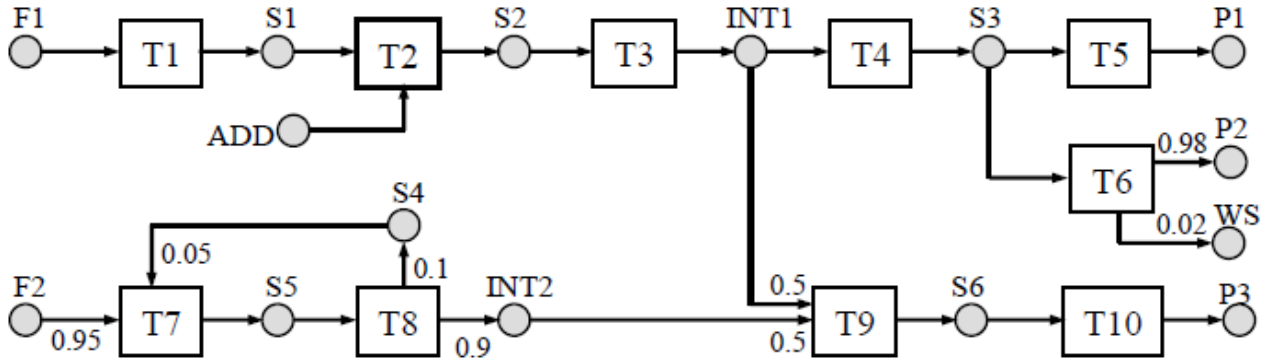 F1 S1 S2 INT1 S3 P1
T1 T2 T3 T4 T5
ADD
P2
0.98
T6
S4
WS
0.02
0.05
0.1
F2 S5 INT2 0.5 S6 P3
T7 T8 T9 T10
0.95 0.9 0.5